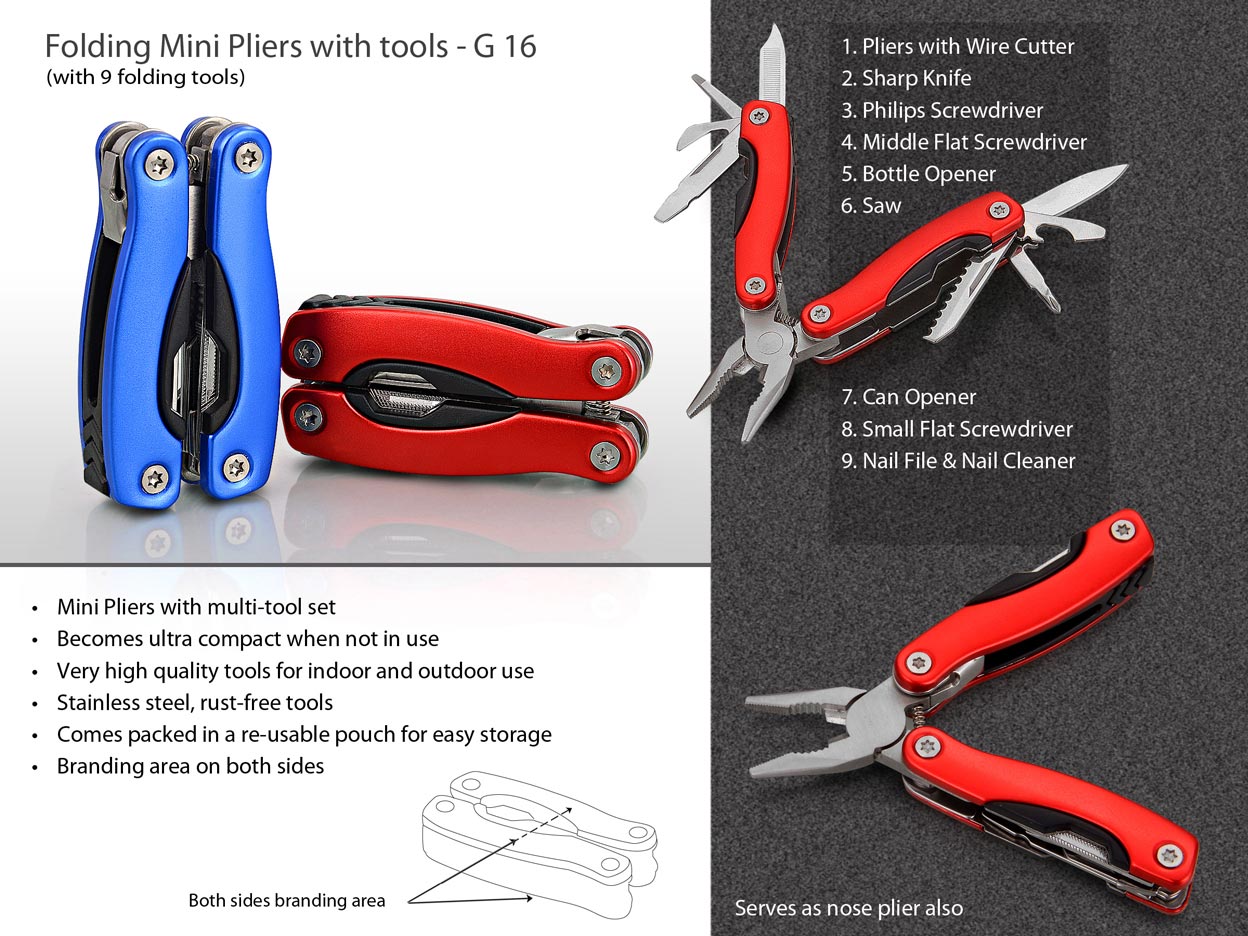 Folding Mini Pliers with tools - G 16
(with 9 folding tools)
1. Pliers with Wire Cutter
2. Sharp Knife
3. Philips Screwdriver
4. Middle Flat Screwdriver
5. Bottle Opener
6. Saw
7. Can Opener
8. Small Flat Screwdriver
9. Nail File & Nail Cleaner
• Mini Pliers with multi-tool set
• Becomes ultra compact when not in use
• Very high quality tools for indoor and outdoor use
• Stainless steel, rust-free tools
• Comes packed in a re-usable pouch for easy storage
• Branding area on both sides
Both sides branding area
Serves as nose plier also